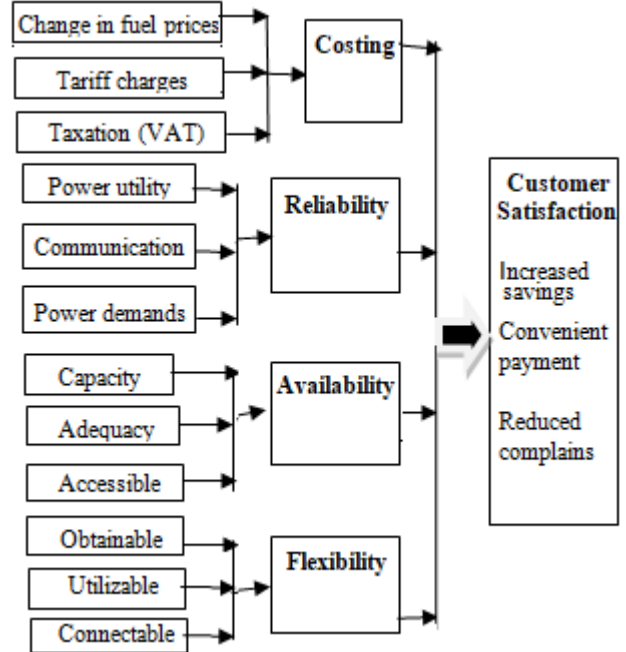 Change in fuel prices
Tariff charges
Taxation (VAT)
Costing
Power utility
Communication
Power demands
Reliability
Capacity
Adequacy
Accessible
Availability
Obtainable
Utilizable
Connectable
Flexibility
Customer
Satisfaction
Increased
savings
Convenient
payment
Reduced
complains